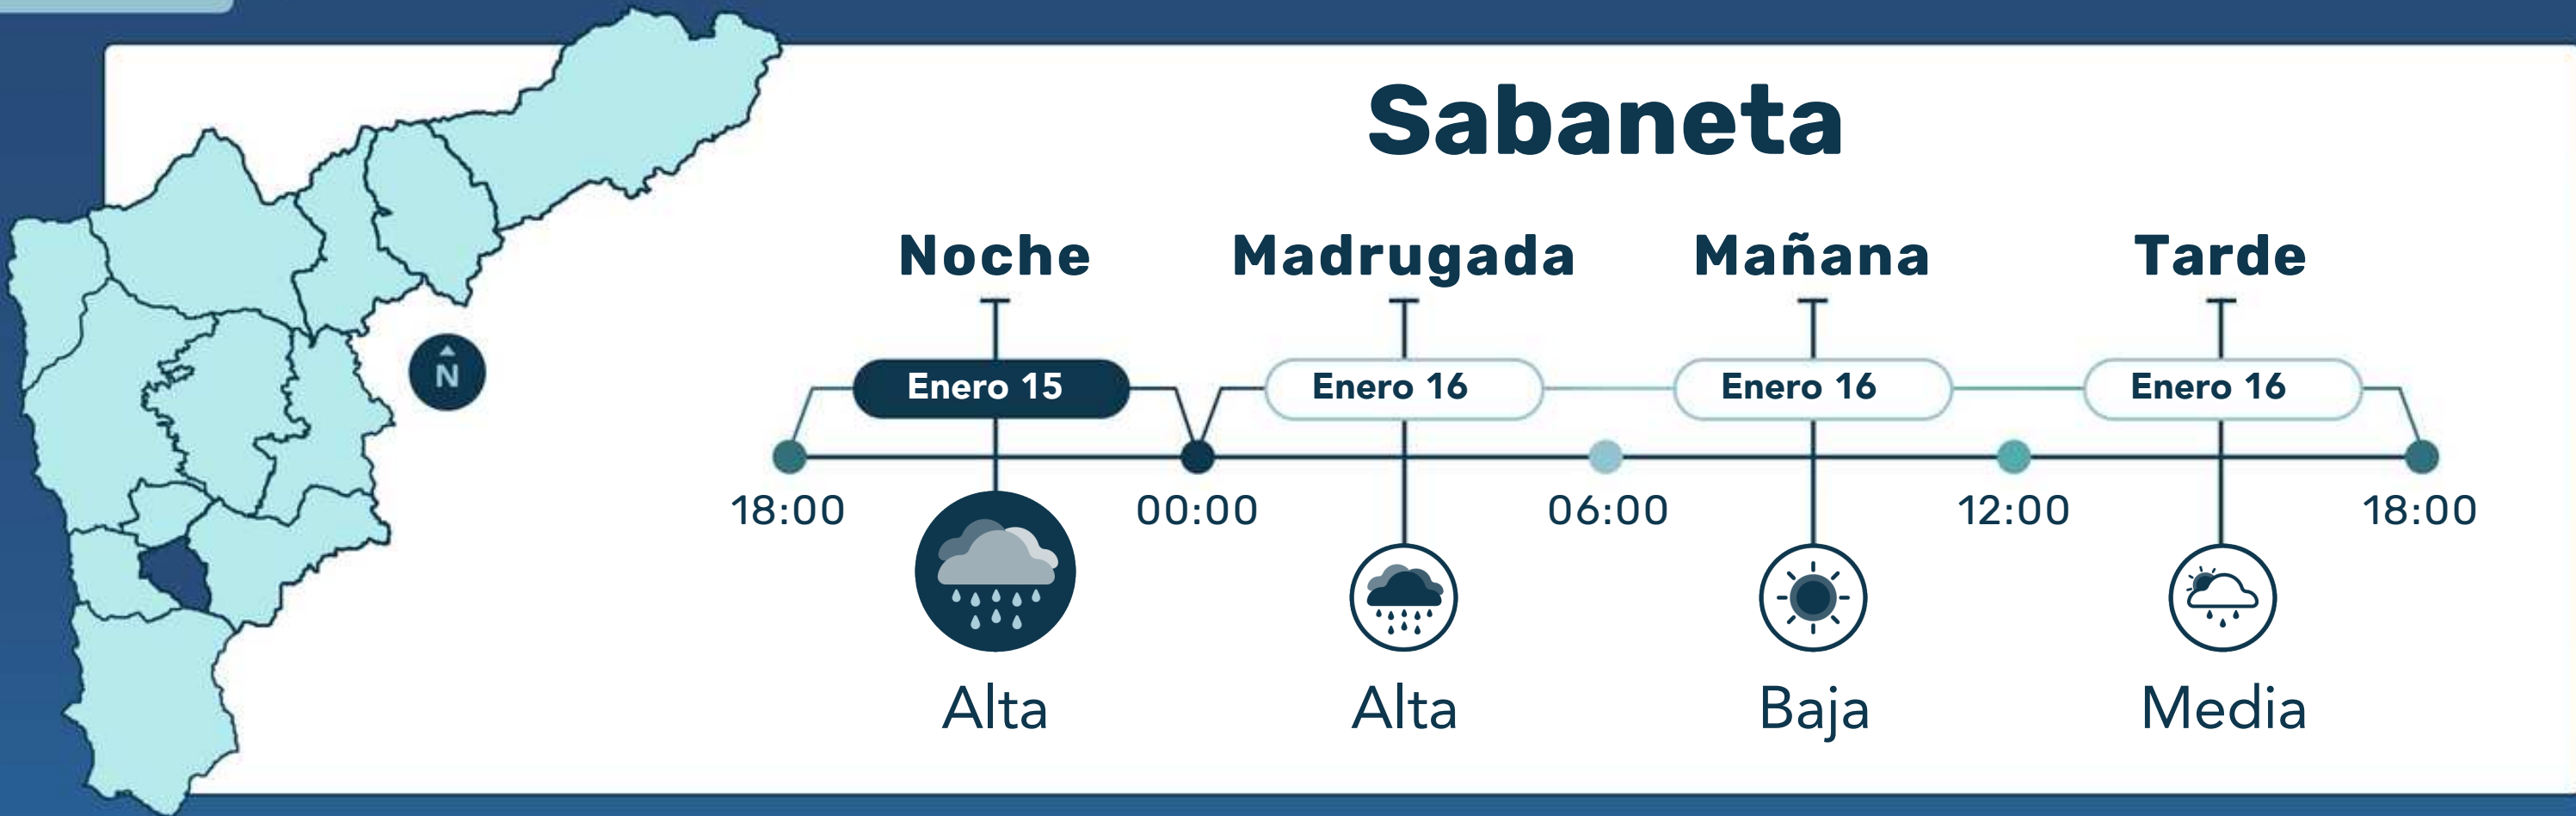 Sabaneta
Noche Madrugada Mañana Tarde
N
Enero 15 Enero 16 Enero 16 Enero 16
18:00 00:00 06:00 12:00 18:00
Alta Alta Baja Media